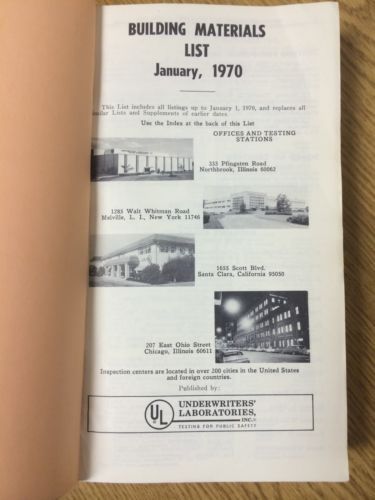 BUILDING MATERIALS
LIST
January, 1970
This List includes all listings up to January 1, 1970, and replaces all
similar Lists and Supplements of earlier dates
Use the Index at the back of this List
OFFICES AND TESTING
STATIONS
333 Pfingsten Road
Northbrook, Illinois 60062
1285 Walt Whitman Road
Melville, L. I., New York 11746
1655 Scott Blvd.
Santa Clara, California 95050
207 East Ohio Street
Chicago, Illinois 60611
Inspection centers are located in over 200 cities in the United States
and foreign countries.
Published by:
UL
UNDERWRITERS'
LABORATORIES,
INC.®
TESTING FOR PUBLIC SAFETY